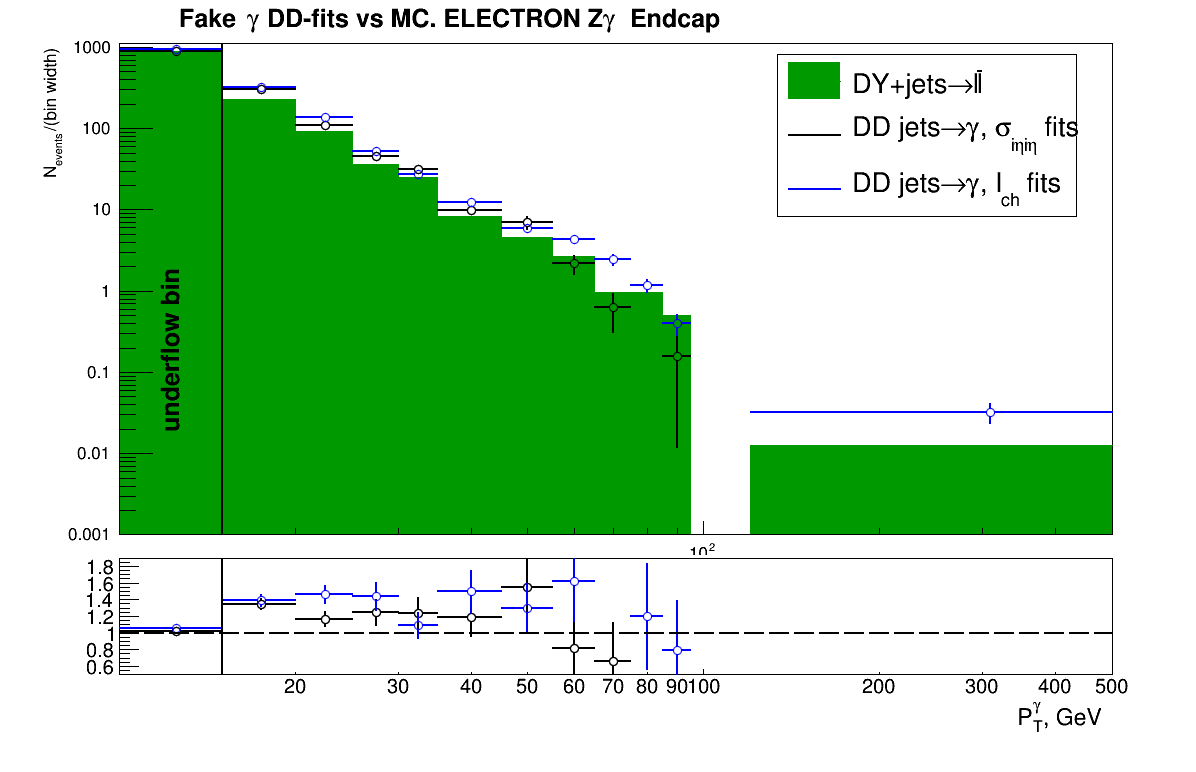 Fake γ DD-fits vs MC. ELECTRON Zγ Endcap
N_events /(bin width)
1000
100
10
1
0.1
0.01
0.001
underflow bin
DY+jets→ll̄
DD jets→γ, σ_iηiη fits
DD jets→γ, I_ch fits
10²
1.8
1.6
1.4
1.2
1
0.8
0.6
20 30 40 50 60 70 80 90 100 200 300 400 500
P_T^γ, GeV